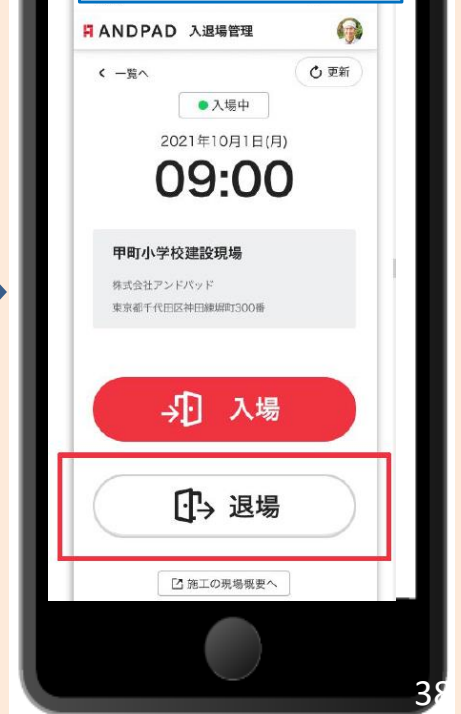 ANDPAD 入退場管理
一覧へ
更新
入場中
2021年10月1日(月)
09:00
甲町小学校建設現場
株式会社アンドパッド
東京都千代田区神田練塀町300番
入場
退場
施工の現場概要へ
38